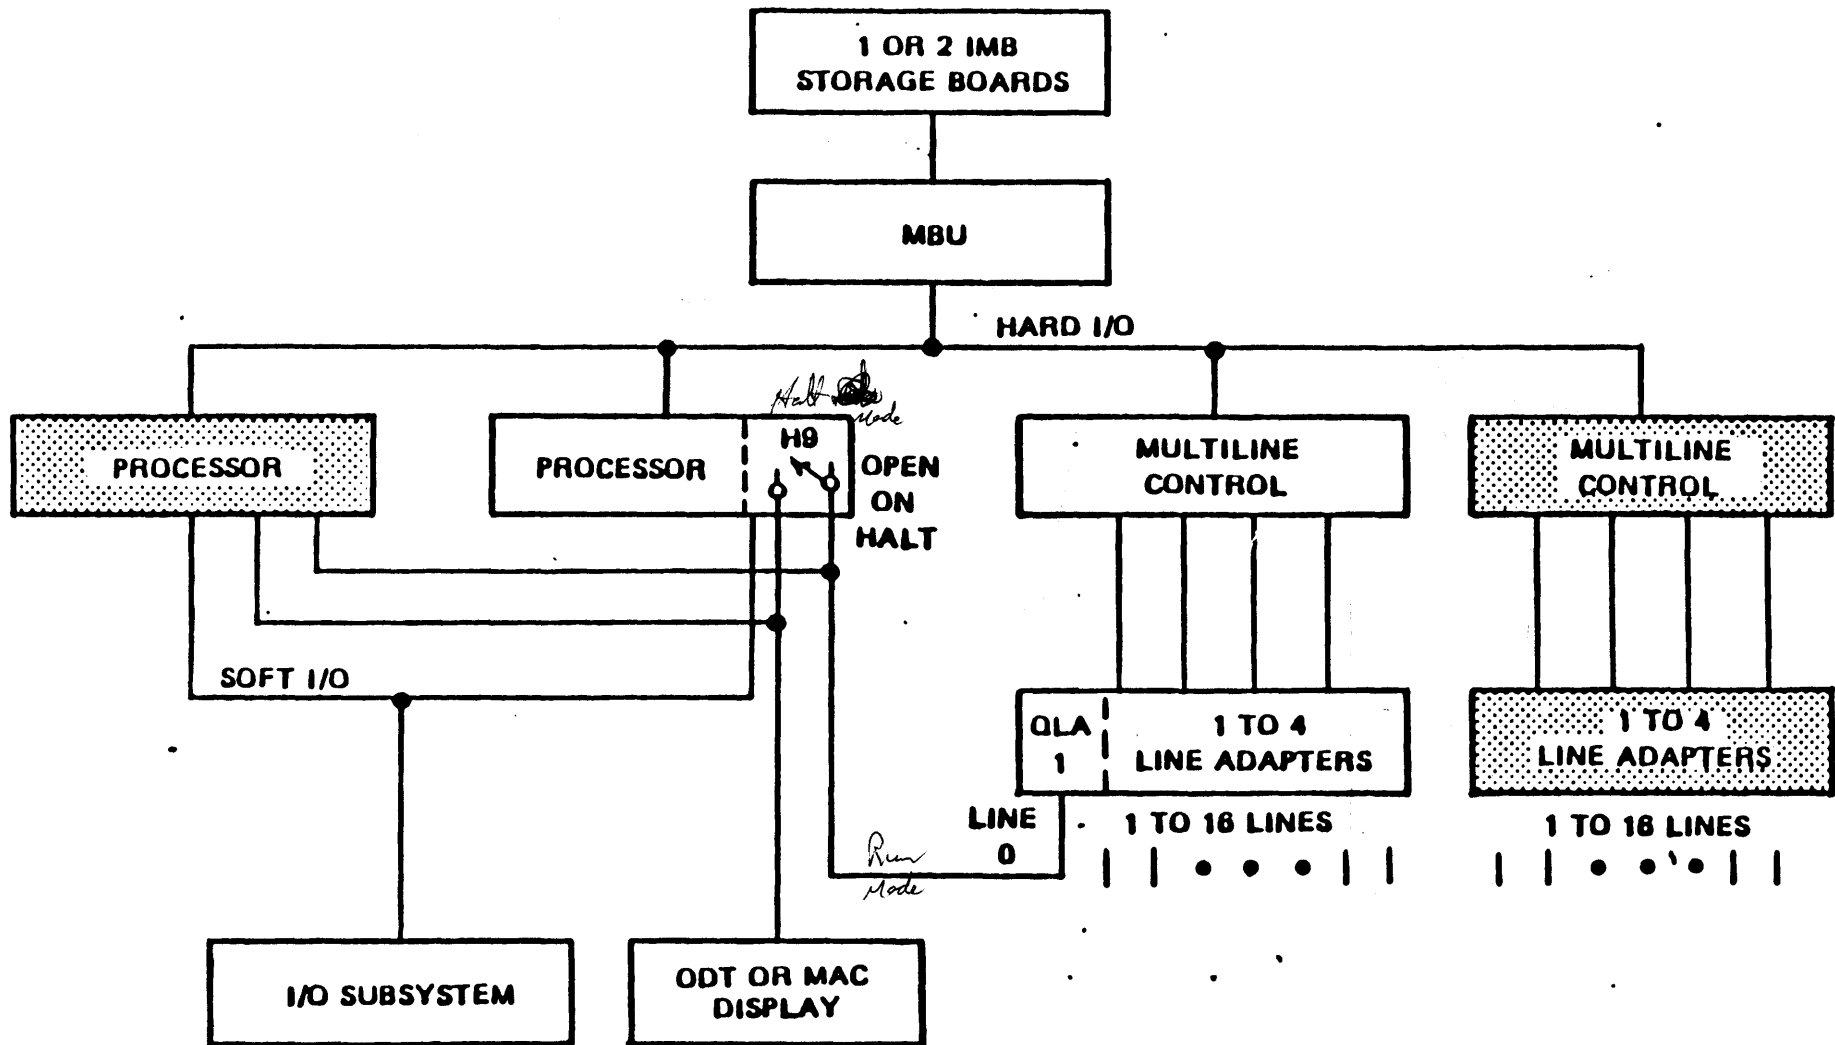 1 OR 2 IMB
STORAGE BOARDS
MBU
HARD I/O
Halt
Mode
PROCESSOR
PROCESSOR
H9
OPEN
ON
HALT
MULTILINE
CONTROL
MULTILINE
CONTROL
SOFT I/O
QLA
1
1 TO 4
LINE ADAPTERS
1 TO 4
LINE ADAPTERS
LINE
0
1 TO 16 LINES
1 TO 16 LINES
Run
Mode
I/O SUBSYSTEM
ODT OR MAC
DISPLAY